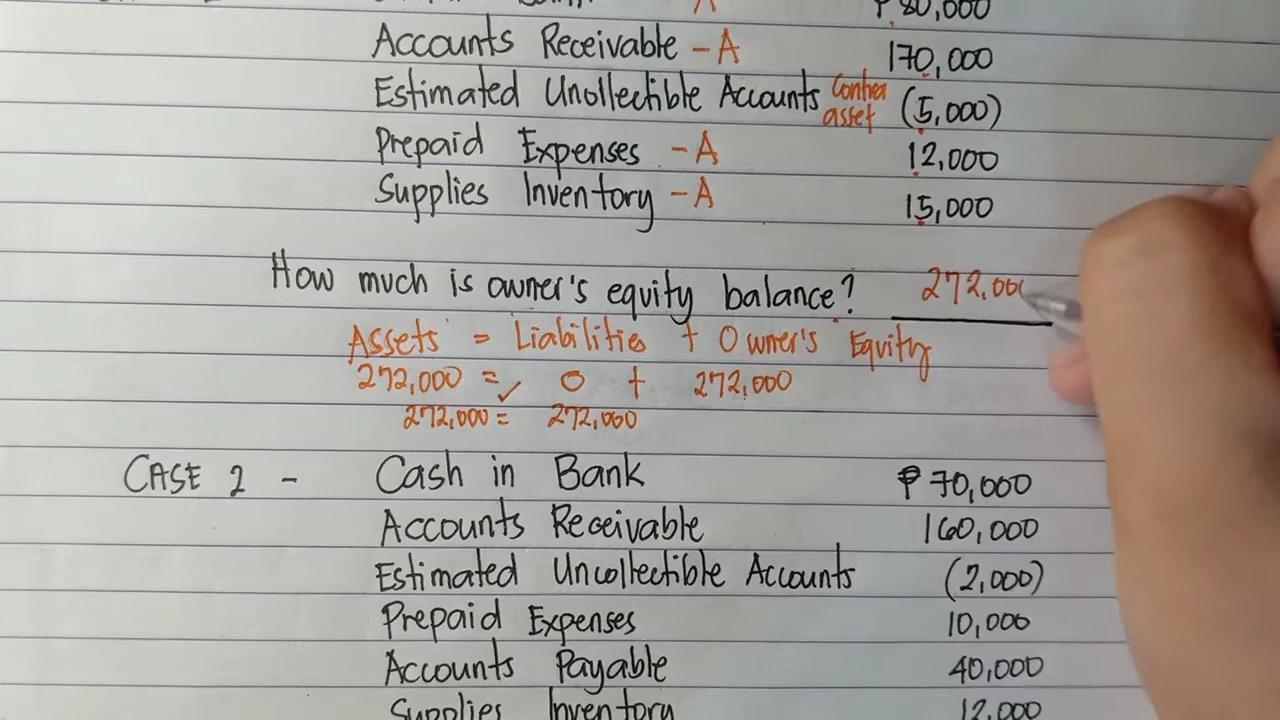 ₱80,000
Accounts Receivable - A 170,000
Estimated Unollectible Accounts Contra asset (5,000)
Prepaid Expenses - A 12,000
Supplies Inventory - A 15,000
How much is owner's equity balance? 272,000
Assets = Liabilities + Owner's Equity
272,000 = ✓ 0 + 272,000
272,000 = 272,000
CASE 2 - Cash in Bank ₱70,000
Accounts Receivable 160,000
Estimated Uncollectible Accounts (2,000)
Prepaid Expenses 10,000
Accounts Payable 40,000
Supplies Inventory 12,000